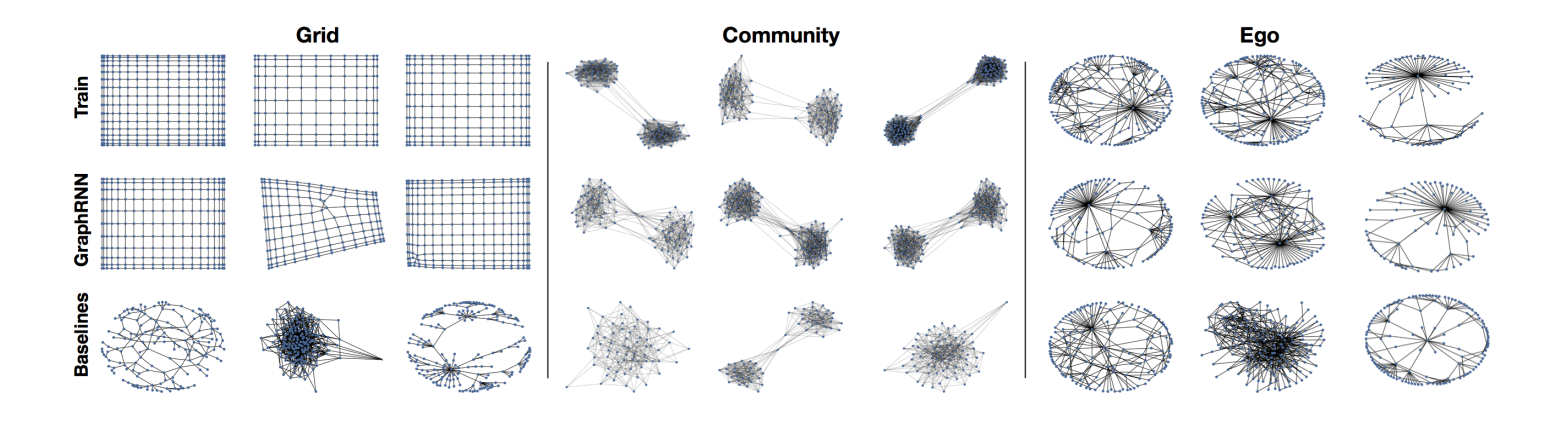 Grid
Community
Ego
Train
GraphRNN
Baselines